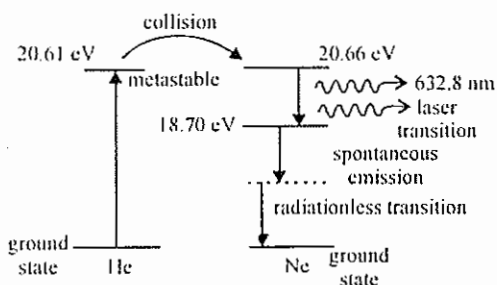 collision
20.61 eV
20.66 eV
metastable
632.8 nm
laser
transition
18.70 eV
spontaneous
emission
radiationless transition
ground
state
He
Ne
ground
state